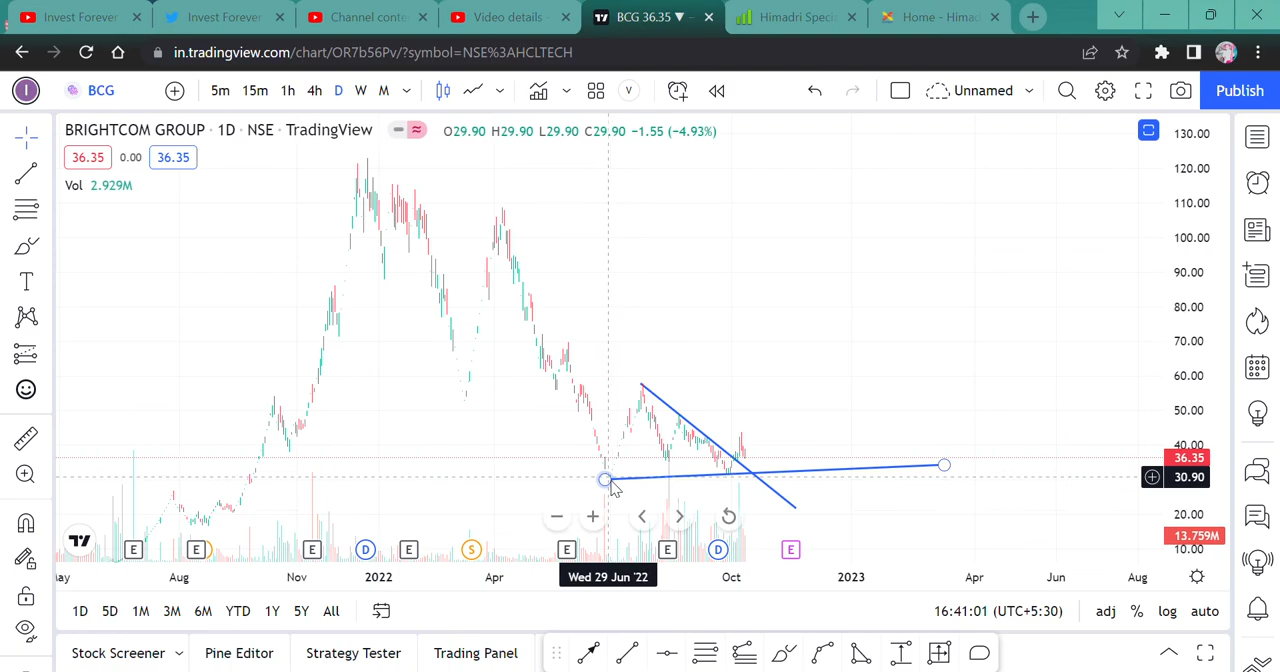 Invest Forever
Invest Forever
Channel conte
Video details -
BCG 36.35 ▼ -
Himadri Speci
Home - Himad
in.tradingview.com/chart/OR7b56Pv/?symbol=NSE%3AHCLTECH
I
BCG
5m 15m 1h 4h D W M
V
Unnamed
Publish
BRIGHTCOM GROUP · 1D · NSE · TradingView
O29.90 H29.90 L29.90 C29.90 −1.55 (−4.93%)
36.35 0.00 36.35
Vol 2.929M
130.00
120.00
110.00
100.00
90.00
80.00
70.00
60.00
50.00
40.00
36.35
30.90
20.00
13.759M
10.00
E E E D E S E E D E
Aug Nov 2022 Apr Wed 29 Jun '22 Oct 2023 Apr Jun Aug
1D 5D 1M 3M 6M YTD 1Y 5Y All
16:41:01 (UTC+5:30) adj % log auto
Stock Screener Pine Editor Strategy Tester Trading Panel